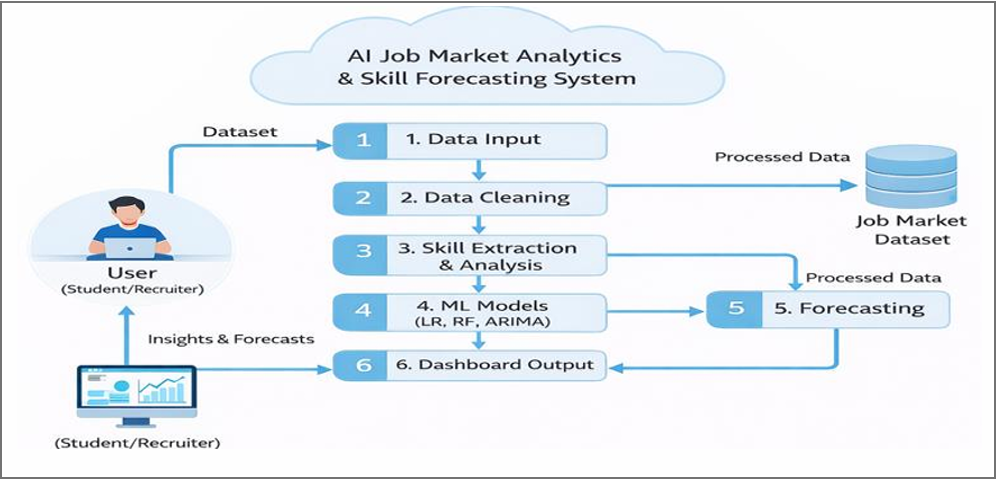 AI Job Market Analytics
& Skill Forecasting System
Dataset
1 1. Data Input
Processed Data
2 2. Data Cleaning
Job Market
Dataset
3 3. Skill Extraction
& Analysis
User
(Student/Recruiter)
Processed Data
4 4. ML Models
(LR, RF, ARIMA)
5 5. Forecasting
Insights & Forecasts
6 6. Dashboard Output
(Student/Recruiter)